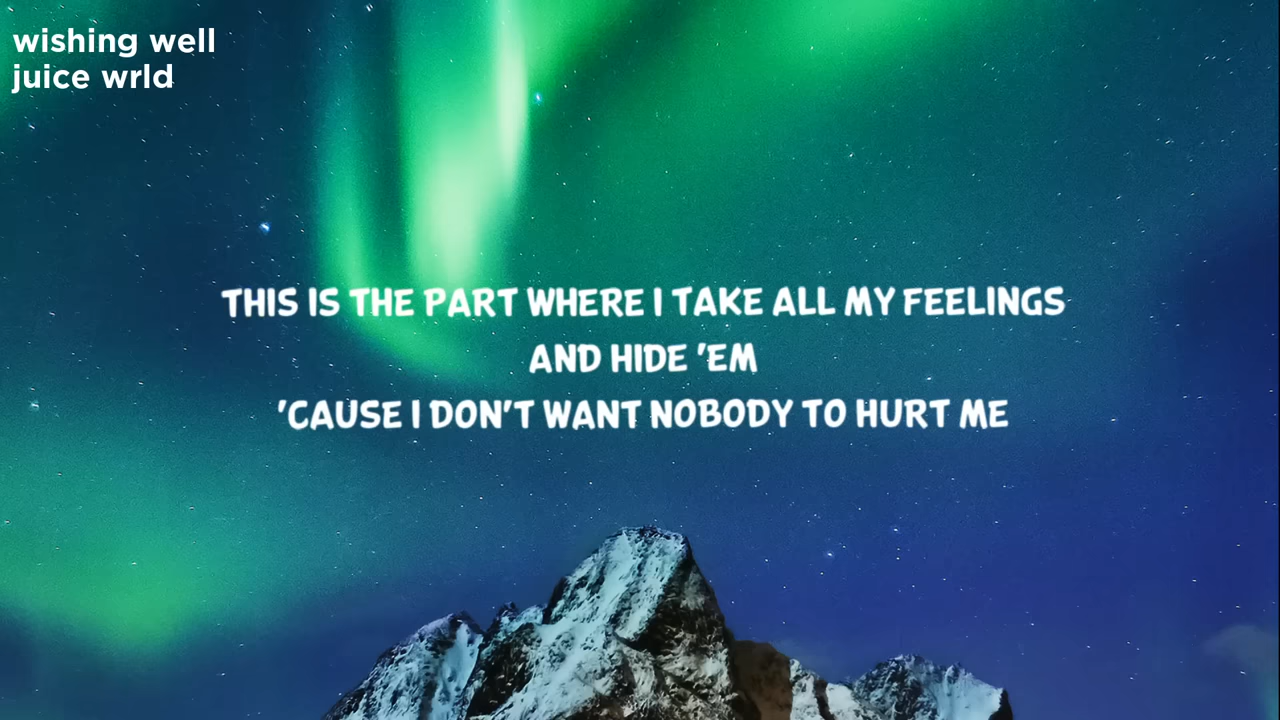 wishing well
juice wrld
THIS IS THE PART WHERE I TAKE ALL MY FEELINGS
AND HIDE 'EM
'CAUSE I DON'T WANT NOBODY TO HURT ME